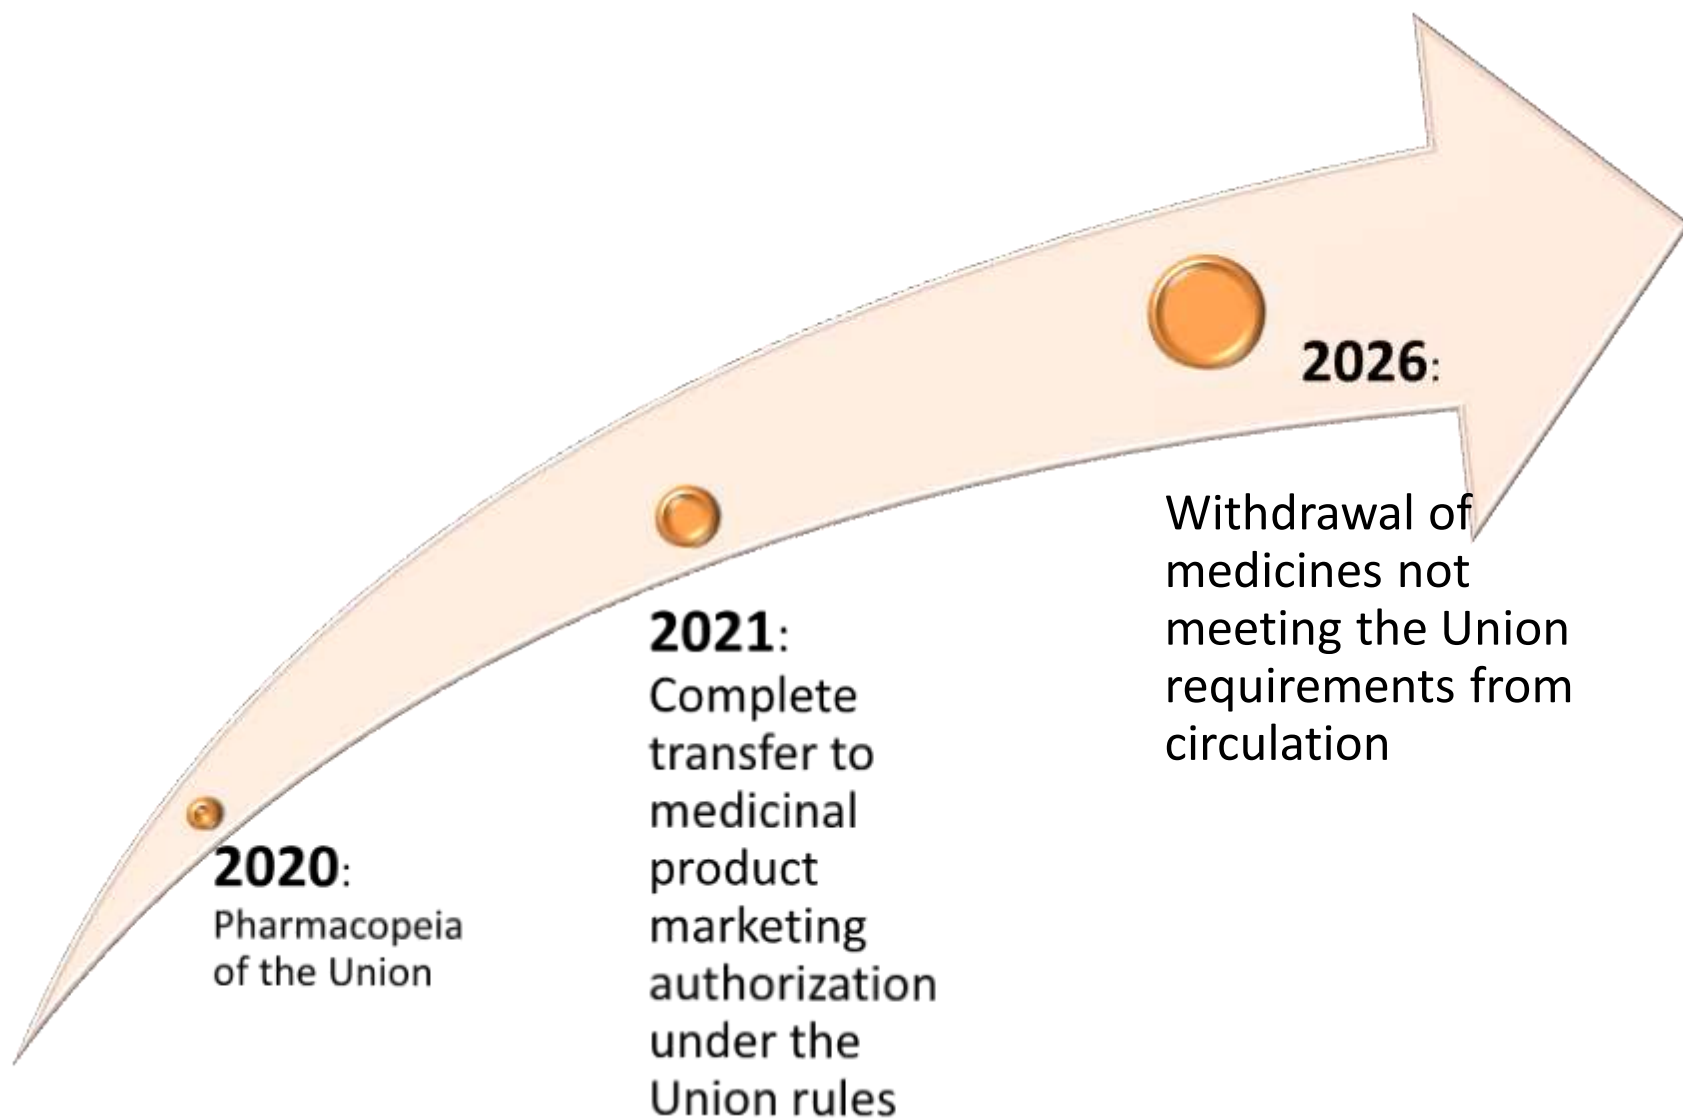 2020:
Pharmacopeia
of the Union
2021:
Complete
transfer to
medicinal
product
marketing
authorization
under the
Union rules
2026:
Withdrawal of
medicines not
meeting the Union
requirements from
circulation